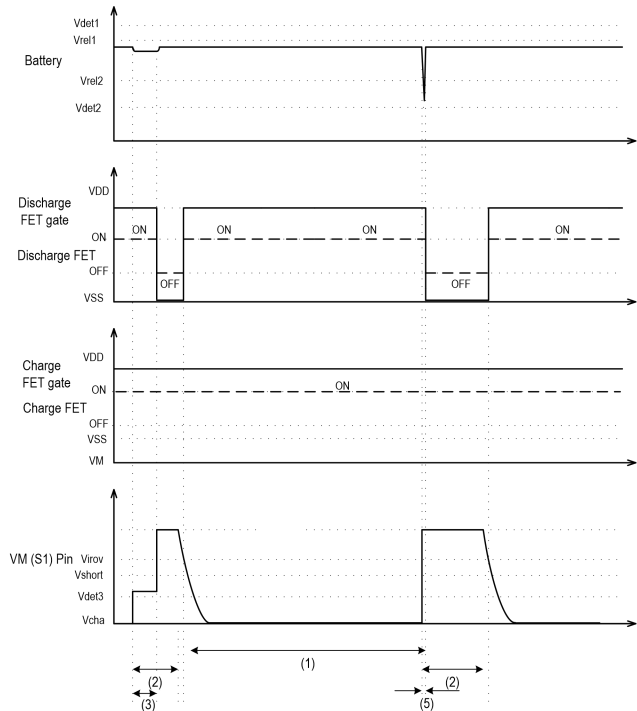 Vdet1
Vrel1
Battery
Vrel2
Vdet2
VDD
Discharge
FET gate
ON ON ON ON
ON
Discharge FET
OFF
OFF OFF
VSS
VDD
Charge
FET gate
ON
ON
Charge FET
OFF
VSS
VM
VM (S1) Pin
Virov
Vshort
Vdet3
Vcha
(1)
(2) (2)
(3) (5)